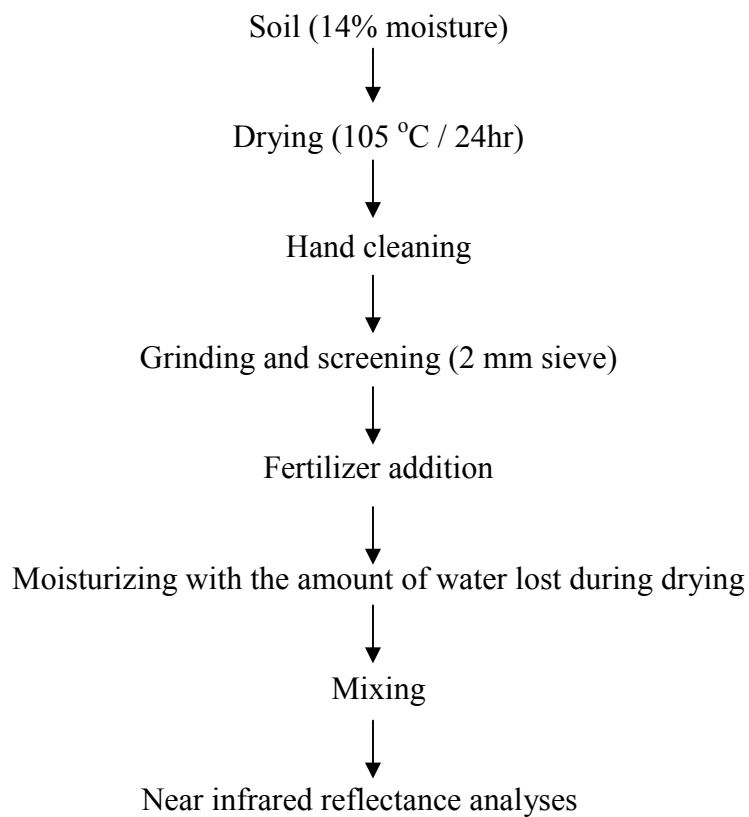 Soil (14% moisture)
Drying (105 °C / 24hr)
Hand cleaning
Grinding and screening (2 mm sieve)
Fertilizer addition
Moisturizing with the amount of water lost during drying
Mixing
Near infrared reflectance analyses